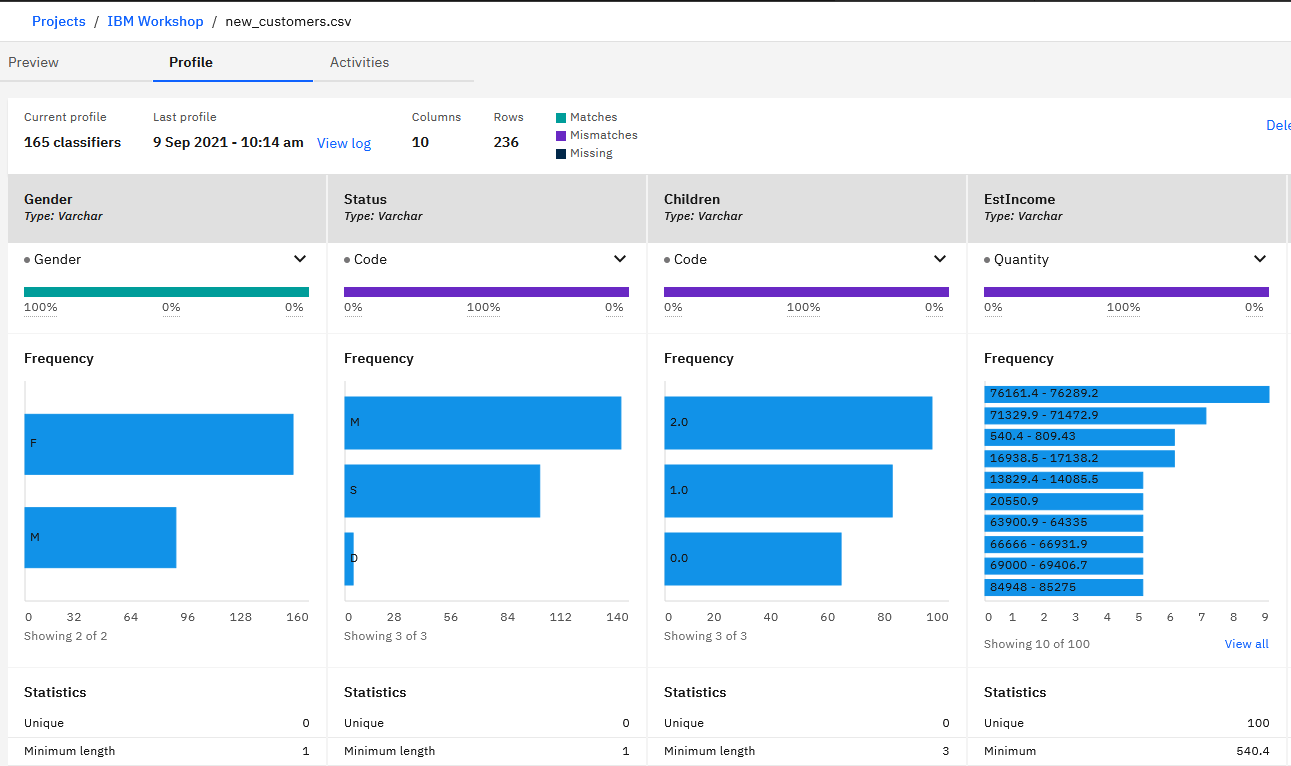 Projects / IBM Workshop / new_customers.csv
Preview Profile Activities
Current profile Last profile Columns Rows Matches
165 classifiers 9 Sep 2021 - 10:14 am View log 10 236 Mismatches
Missing
Dele
Gender Status Children EstIncome
Type: Varchar Type: Varchar Type: Varchar Type: Varchar
Gender Code Code Quantity
100% 0% 0% 0% 100% 0% 0% 100% 0% 0% 100% 0%
Frequency Frequency Frequency Frequency
F
M
0 32 64 96 128 160
Showing 2 of 2
M
S
D
0 28 56 84 112 140
Showing 3 of 3
2.0
1.0
0.0
0 20 40 60 80 100
Showing 3 of 3
76161.4 - 76289.2
71329.9 - 71472.9
540.4 - 809.43
16938.5 - 17138.2
13829.4 - 14085.5
20550.9
63900.9 - 64335
66666 - 66931.9
69000 - 69406.7
84948 - 85275
0 1 2 3 4 5 6 7 8 9
Showing 10 of 100 View all
Statistics Statistics Statistics Statistics
Unique 0 Unique 0 Unique 0 Unique 100
Minimum length 1 Minimum length 1 Minimum length 3 Minimum 540.4